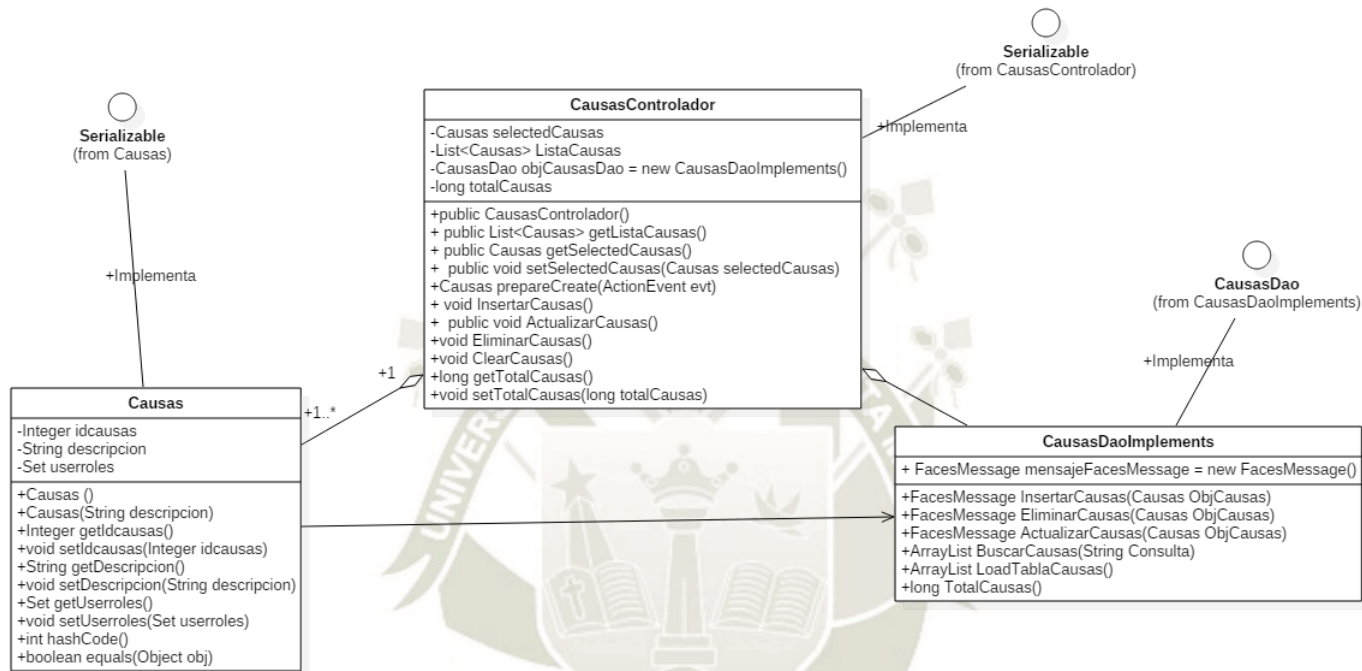 Serializable
(from CausasControlador)
+Implementa
Serializable
(from Causas)
+Implementa
CausasControlador
-Causas selectedCausas
-List<Causas> ListaCausas
-CausasDao objCausasDao = new CausasDaoImplements()
-long totalCausas
+public CausasControlador()
+ public List<Causas> getListaCausas()
+ public Causas getSelectedCausas()
+  public void setSelectedCausas(Causas selectedCausas)
+Causas prepareCreate(ActionEvent evt)
+ void InsertarCausas()
+  public void ActualizarCausas()
+void EliminarCausas()
+void ClearCausas()
+long getTotalCausas()
+void setTotalCausas(long totalCausas)
CausasDao
(from CausasDaoImplements)
+Implementa
+1
+1..*
Causas
-Integer idcausas
-String descripcion
-Set userroles
+Causas ()
+Causas(String descripcion)
+Integer getIdcausas()
+void setIdcausas(Integer idcausas)
+String getDescripcion()
+void setDescripcion(String descripcion)
+Set getUserroles()
+void setUserroles(Set userroles)
+int hashCode()
+boolean equals(Object obj)
CausasDaoImplements
+ FacesMessage mensajeFacesMessage = new FacesMessage()
+FacesMessage InsertarCausas(Causas ObjCausas)
+FacesMessage EliminarCausas(Causas ObjCausas)
+FacesMessage ActualizarCausas(Causas ObjCausas)
+ArrayList BuscarCausas(String Consulta)
+ArrayList LoadTablaCausas()
+long TotalCausas()